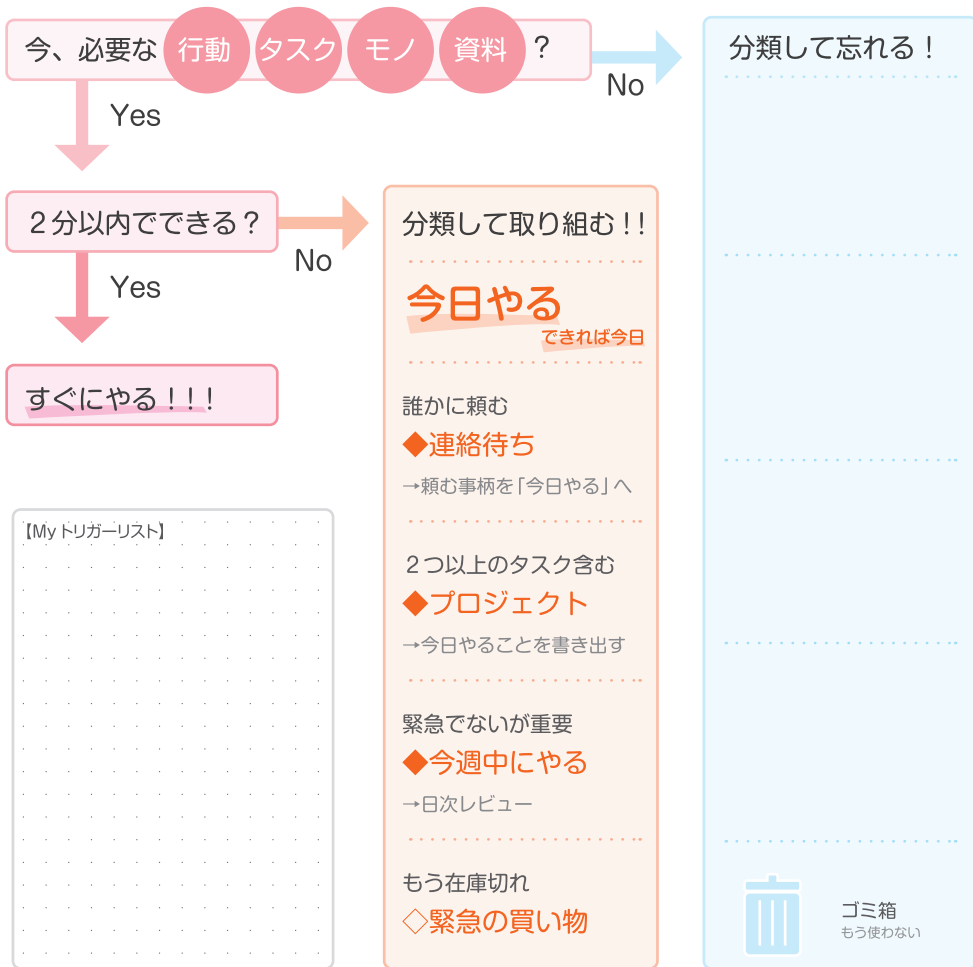 今、必要な 行動 タスク モノ 資料 ？
No
Yes
２分以内でできる？
No
Yes
すぐにやる！！！
【My トリガーリスト】
分類して取り組む！！
今日やる
できれば今日
誰かに頼む
◆連絡待ち
→頼む事柄を「今日やる」へ
２つ以上のタスク含む
◆プロジェクト
→今日やることを書き出す
緊急でないが重要
◆今週中にやる
→日次レビュー
もう在庫切れ
◇緊急の買い物
分類して忘れる！
ゴミ箱
もう使わない